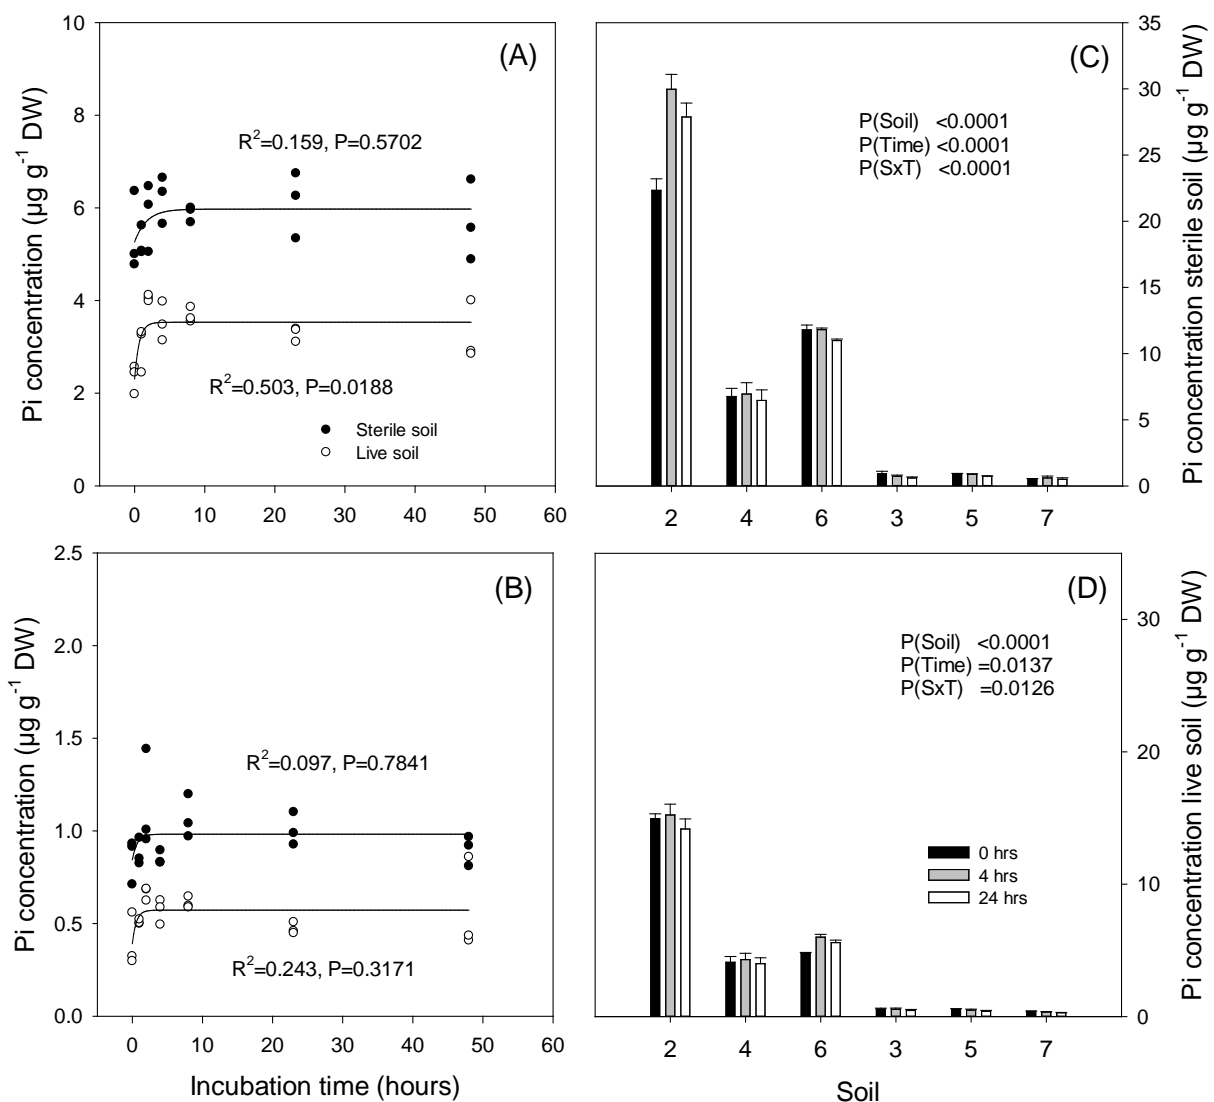 (A)
Pi concentration (µg g-1 DW)
10
8
6
4
2
0
R2=0.159, P=0.5702
R2=0.503, P=0.0188
Sterile soil
Live soil
0 10 20 30 40 50 60
(C)
Pi concentration sterile soil (µg g-1 DW)
35
30
25
20
15
10
5
0
P(Soil) <0.0001
P(Time) <0.0001
P(SxT) <0.0001
2 4 6 3 5 7
(B)
Pi concentration (µg g-1 DW)
2.5
2.0
1.5
1.0
0.5
0.0
R2=0.097, P=0.7841
R2=0.243, P=0.3171
0 10 20 30 40 50 60
Incubation time (hours)
(D)
Pi concentration live soil (µg g-1 DW)
30
20
10
0
P(Soil) <0.0001
P(Time) =0.0137
P(SxT) =0.0126
0 hrs
4 hrs
24 hrs
2 4 6 3 5 7
Soil